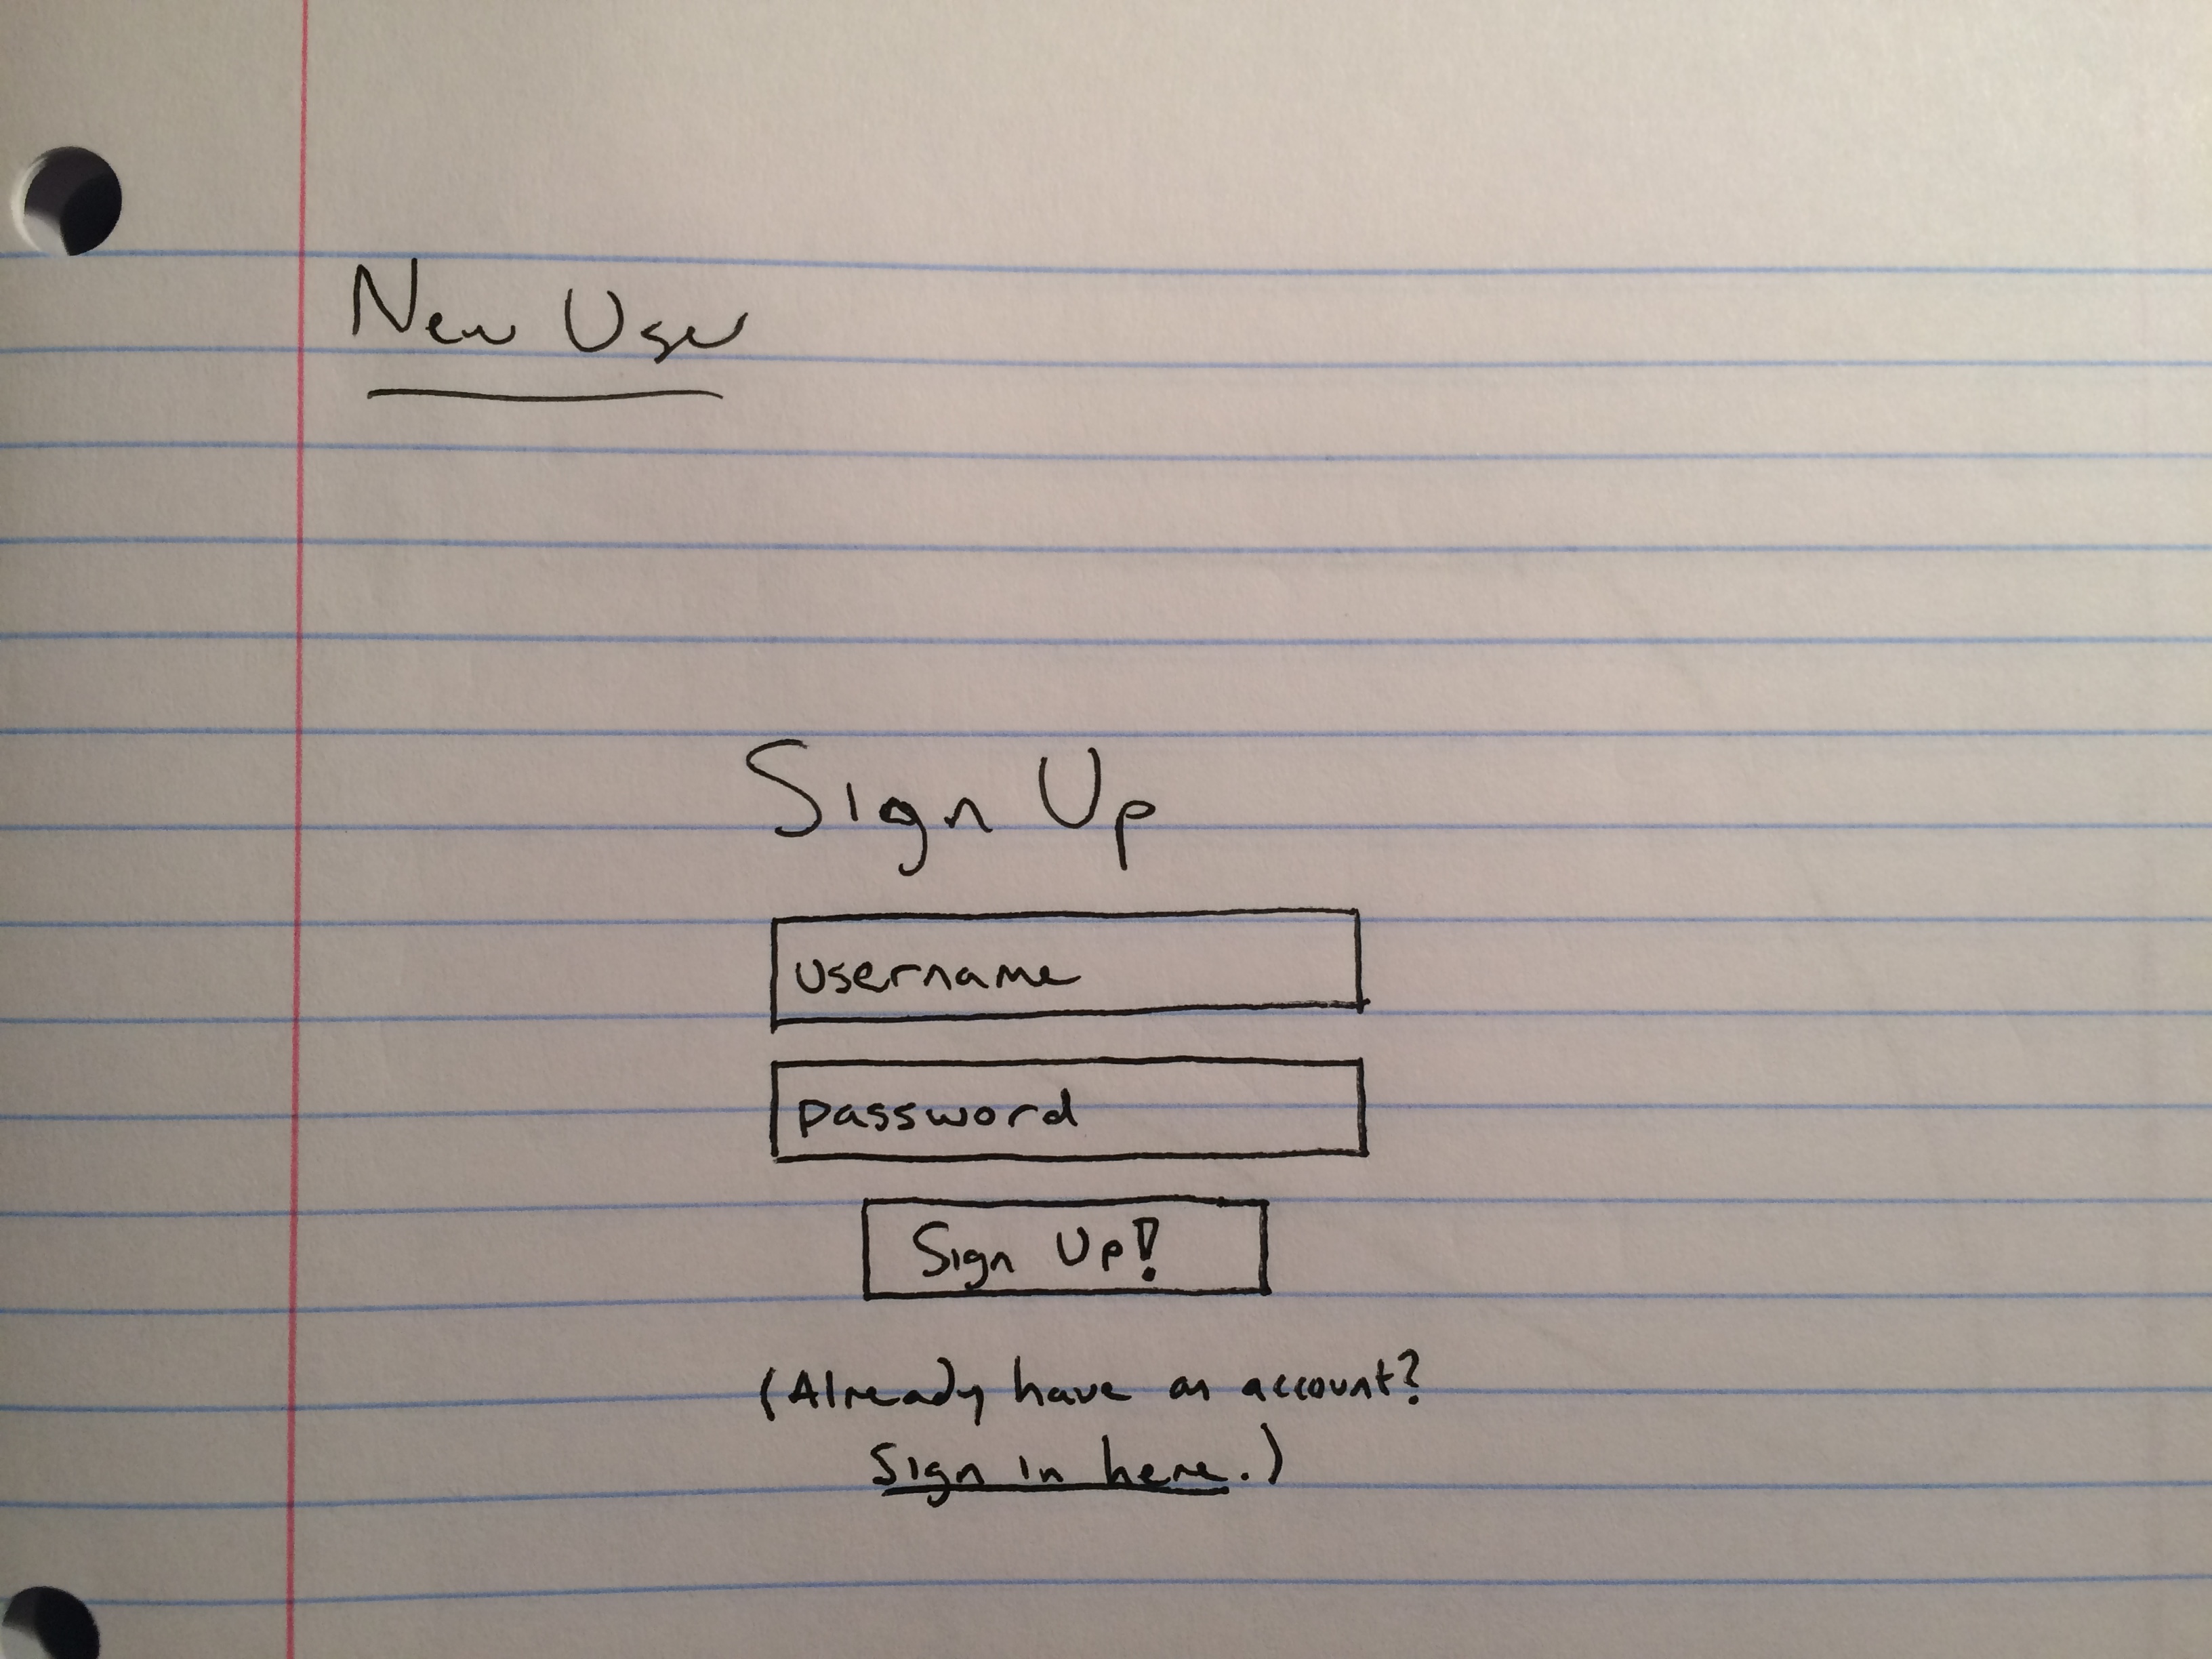 New User
Sign Up
username
password
Sign Up!
(Already have an account?
Sign in here.)